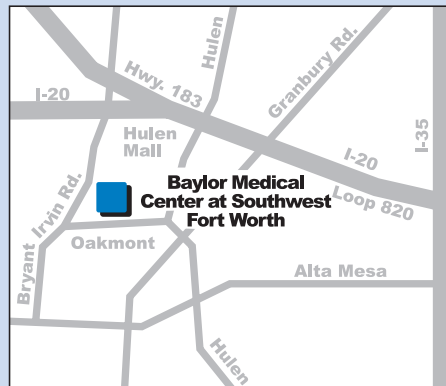 Hulen
Granbury Rd.
Hwy. 183
I-20
I-35
Hulen
Mall
I-20
Loop 820
Baylor Medical
Center at Southwest
Fort Worth
Bryant Irvin Rd.
Oakmont
Alta Mesa
Hulen